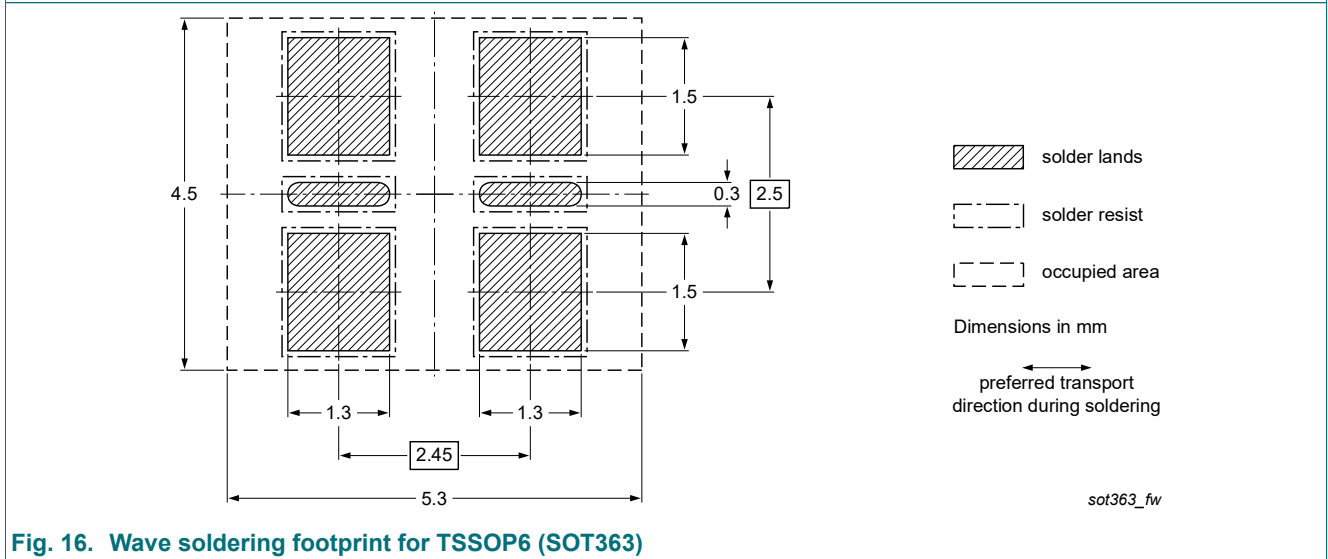 1.5
4.5
0.3
2.5
1.5
1.3
1.3
2.45
5.3
solder lands
solder resist
occupied area
Dimensions in mm
preferred transport
direction during soldering
sot363_fw
Fig. 16. Wave soldering footprint for TSSOP6 (SOT363)